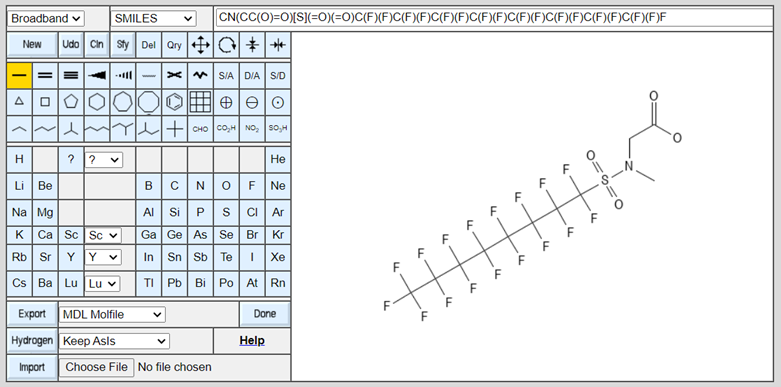 Broadband SMILES CN(CC(O)=O)[S](=O)(=O)C(F)(F)C(F)(F)C(F)(F)C(F)(F)C(F)(F)C(F)(F)C(F)(F)C(F)(F)F
New Udo Cln Sfy Del Qry
S/A D/A S/D
CHO CO2H NO2 SO3H
H ? ? He
Li Be B C N O F Ne
Na Mg Al Si P S Cl Ar
K Ca Sc Sc Ga Ge As Se Br Kr
Rb Sr Y Y In Sn Sb Te I Xe
Cs Ba Lu Lu Tl Pb Bi Po At Rn
Export MDL Molfile Done
Hydrogen Keep AsIs Help
Import Choose File No file chosen
O
O
O
F N
F S
F O
F F
F F
F F
F F
F F
F
F F
F